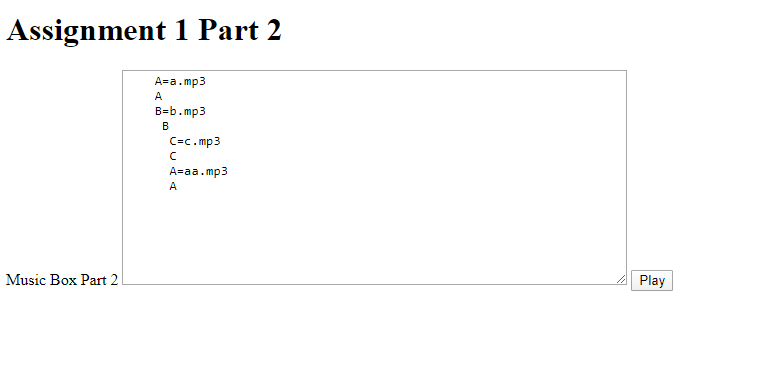 Assignment 1 Part 2
A=a.mp3
A
B=b.mp3
B
C=c.mp3
C
A=aa.mp3
A
Music Box Part 2
Play